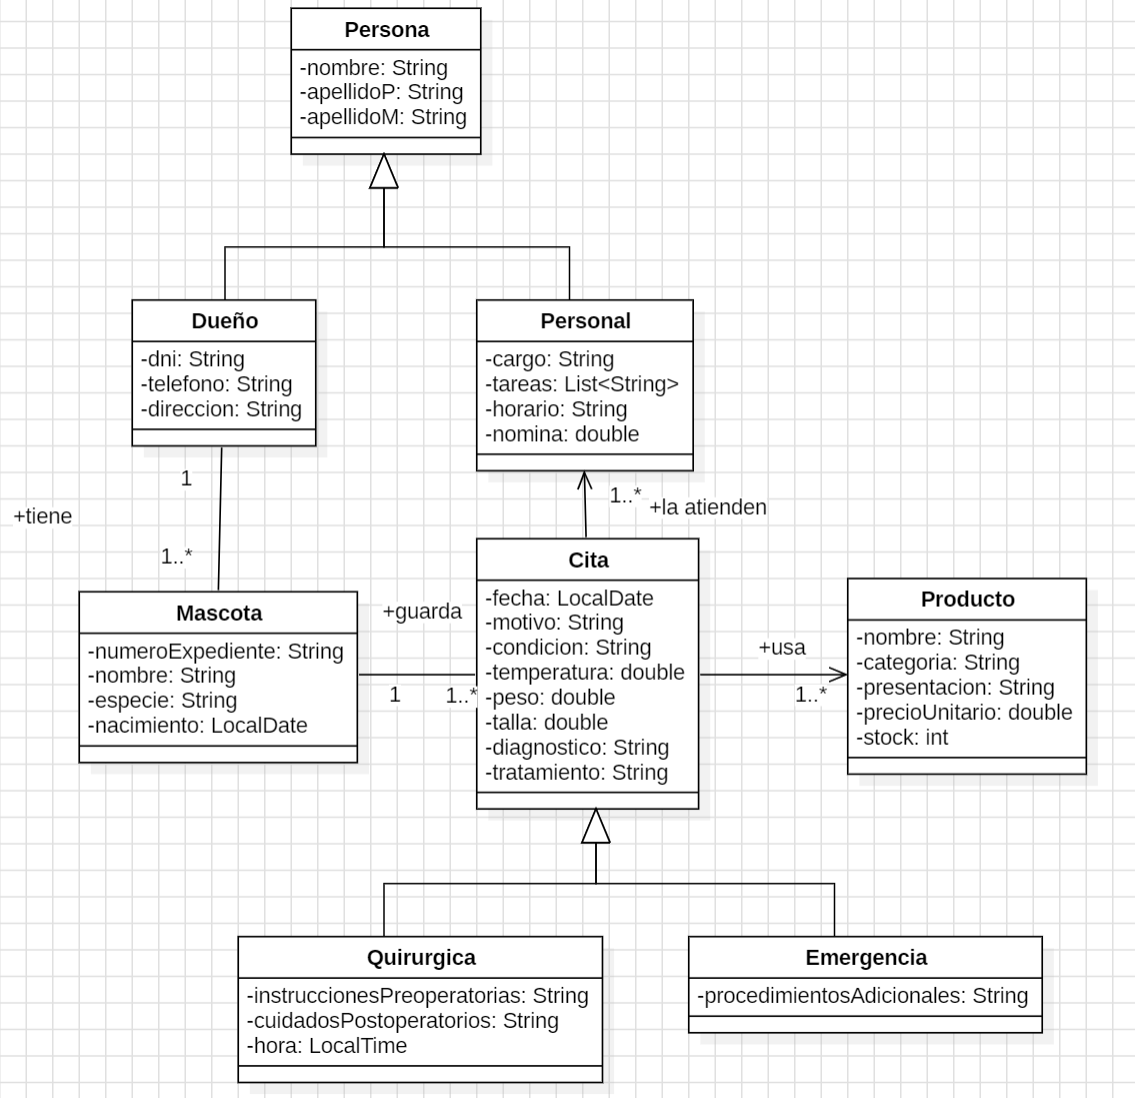 Persona
-nombre: String
-apellidoP: String
-apellidoM: String
Dueño
-dni: String
-telefono: String
-direccion: String
Personal
-cargo: String
-tareas: List<String>
-horario: String
-nomina: double
1
+tiene
1..*
1..*
+la atienden
Mascota
-numeroExpediente: String
-nombre: String
-especie: String
-nacimiento: LocalDate
+guarda
1
1..*
Cita
-fecha: LocalDate
-motivo: String
-condicion: String
-temperatura: double
-peso: double
-talla: double
-diagnostico: String
-tratamiento: String
+usa
1..*
Producto
-nombre: String
-categoria: String
-presentacion: String
-precioUnitario: double
-stock: int
Quirurgica
-instruccionesPreoperatorias: String
-cuidadosPostoperatorios: String
-hora: LocalTime
Emergencia
-procedimientosAdicionales: String